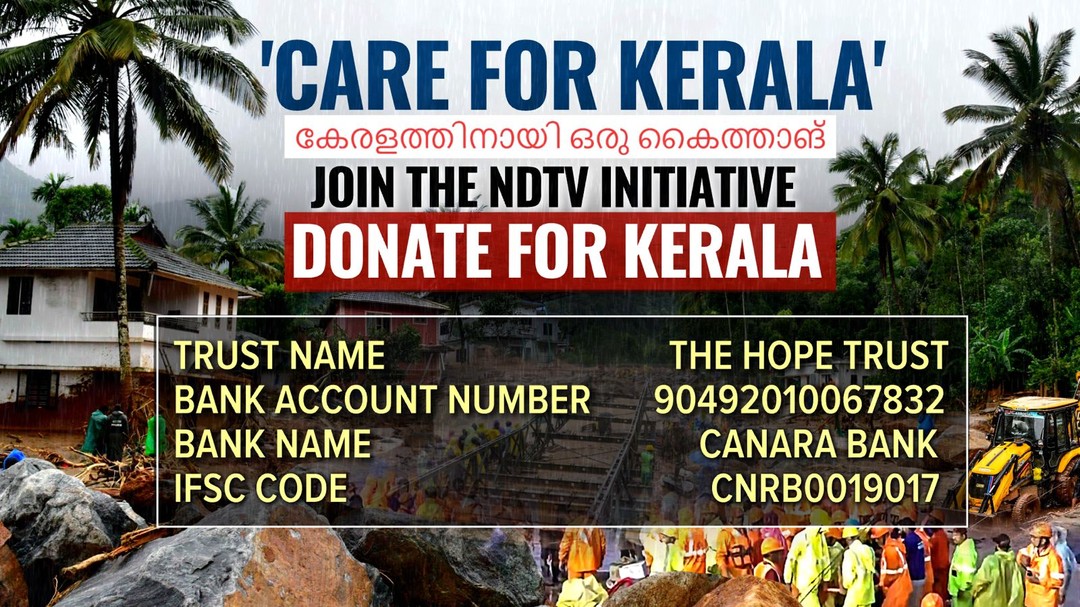 'CARE FOR KERALA'
കേരളത്തിനായി ഒരു കൈത്താങ്
JOIN THE NDTV INITIATIVE
DONATE FOR KERALA
TRUST NAME THE HOPE TRUST
BANK ACCOUNT NUMBER 90492010067832
BANK NAME CANARA BANK
IFSC CODE CNRB0019017